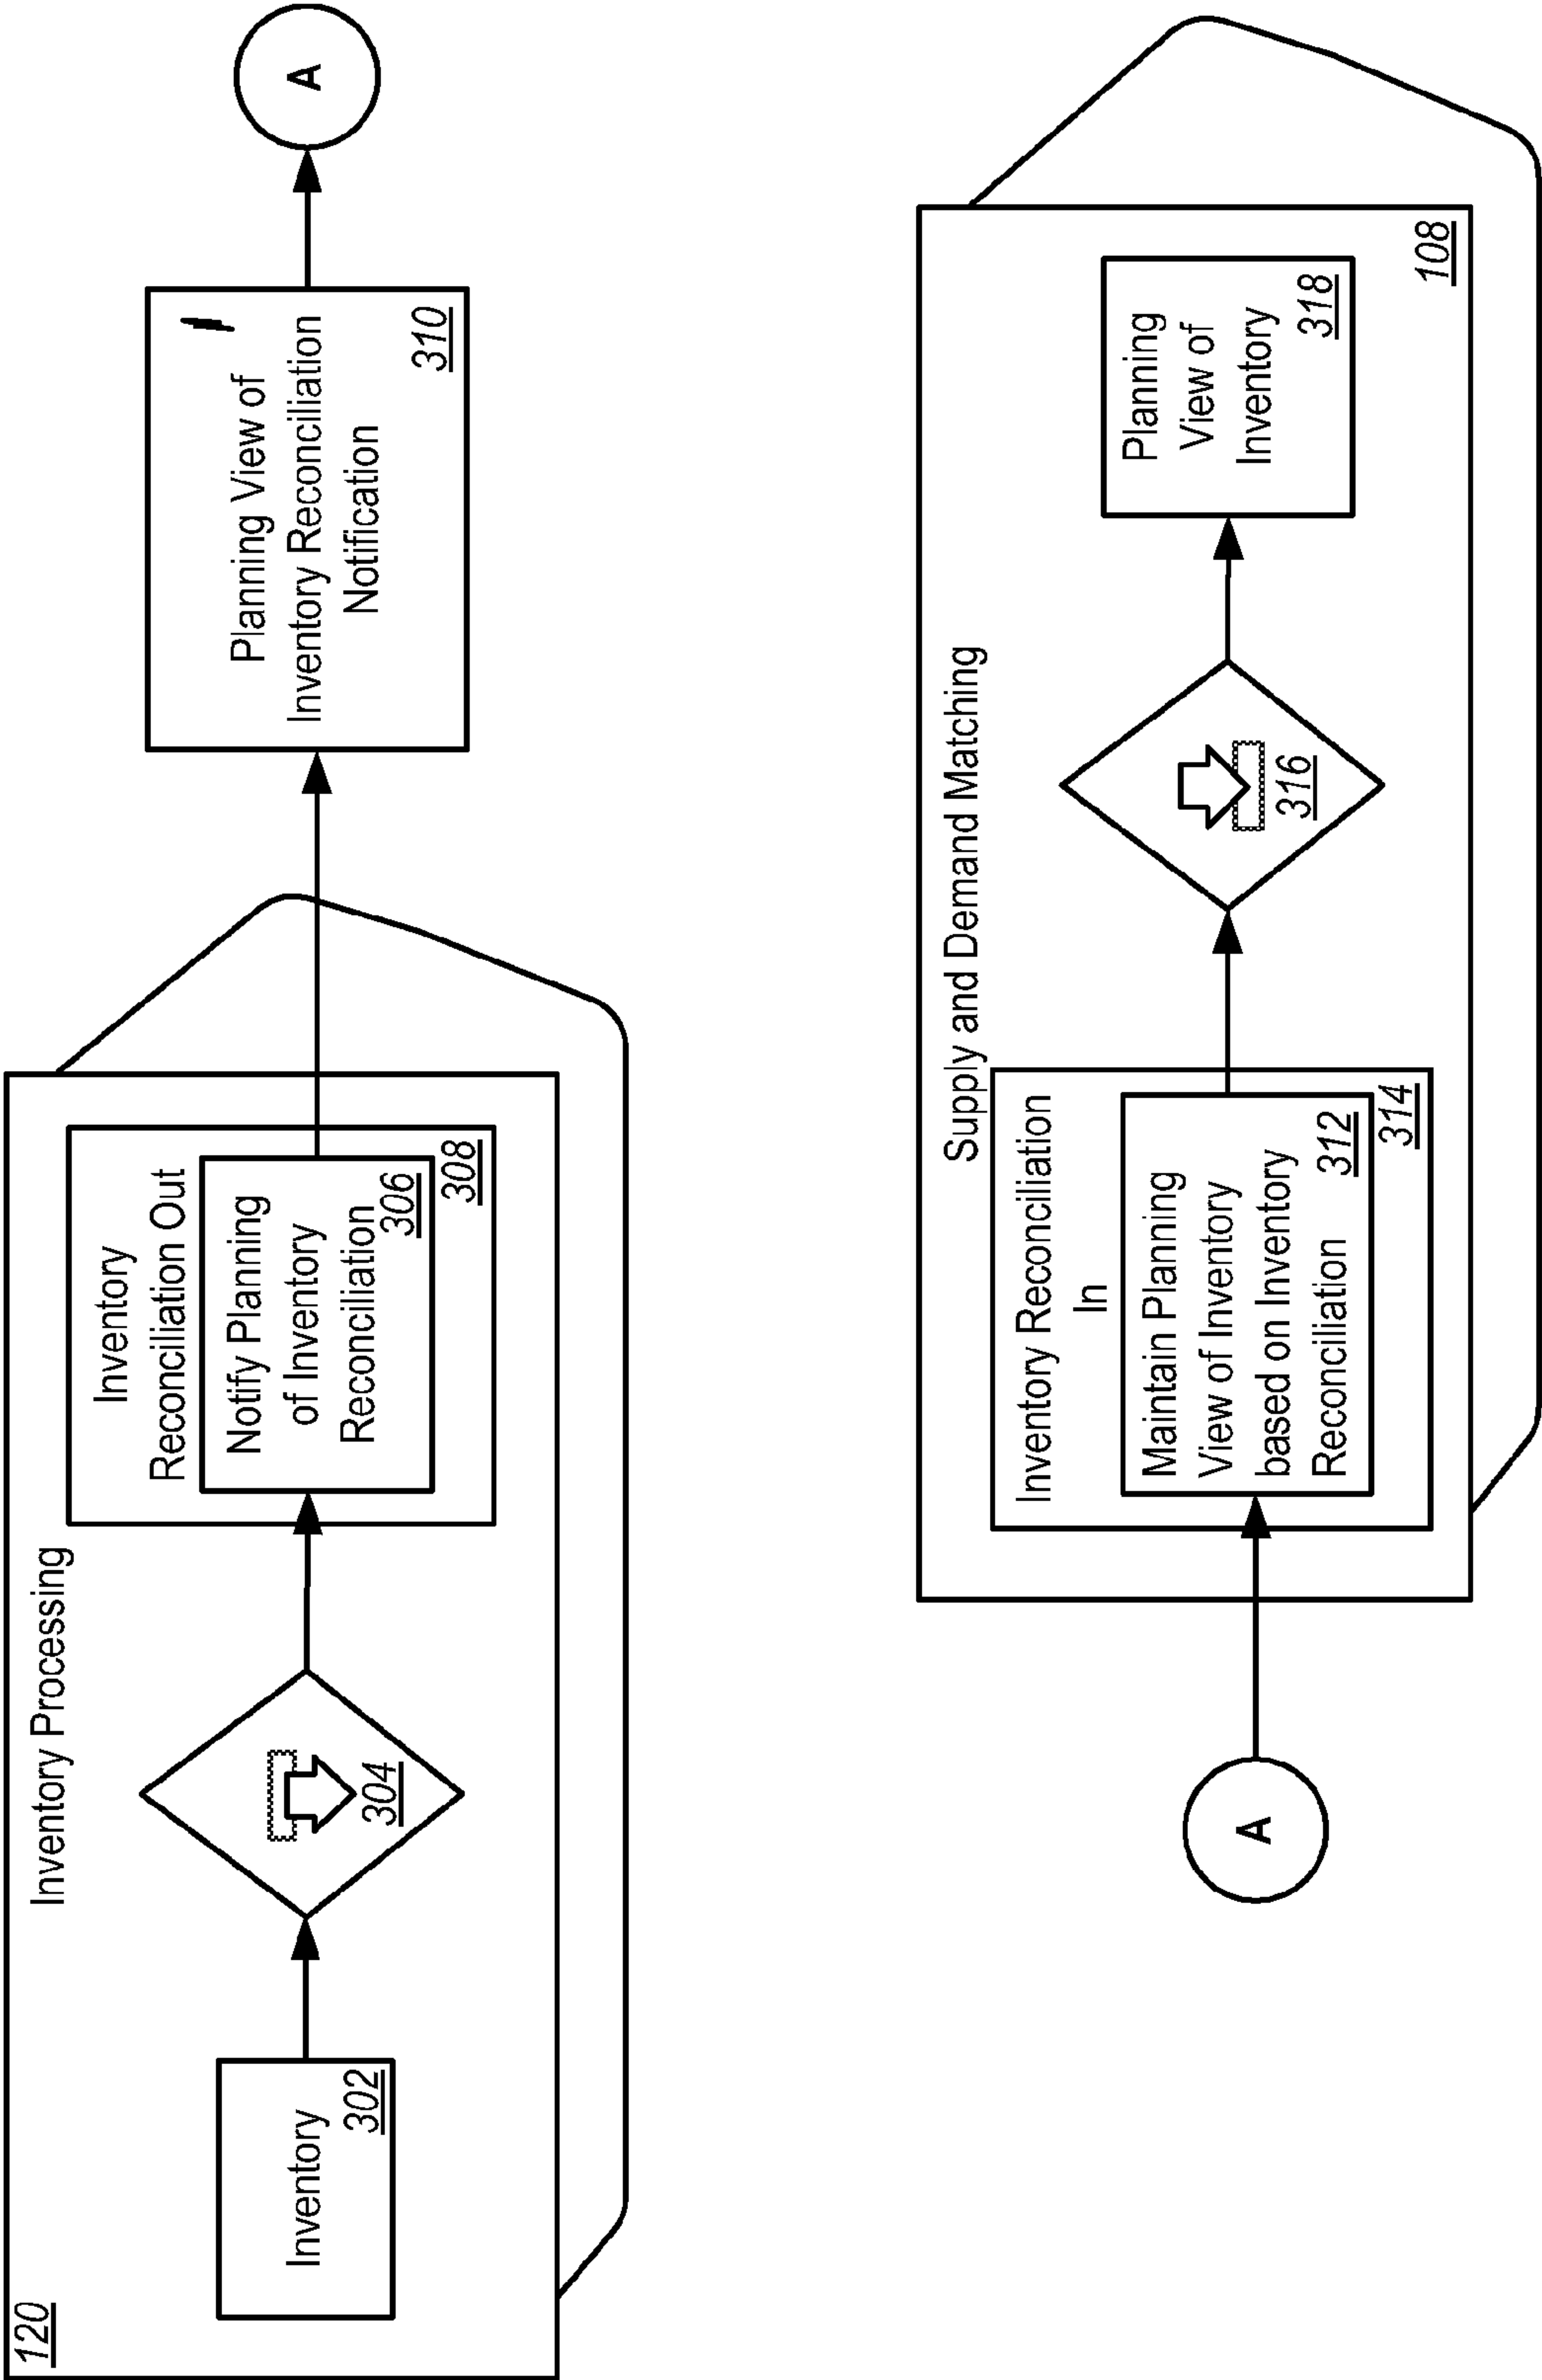 120
Inventory Processing
Inventory
302
304
Inventory
Reconciliation Out
Notify Planning
of Inventory
Reconciliation
306
308
Planning View of
Inventory Reconciliation
Notification
310
A
A
Supply and Demand Matching
Inventory Reconciliation
In
Maintain Planning
View of Inventory
based on Inventory
Reconciliation
312
314
316
Planning
View of
Inventory
318
108